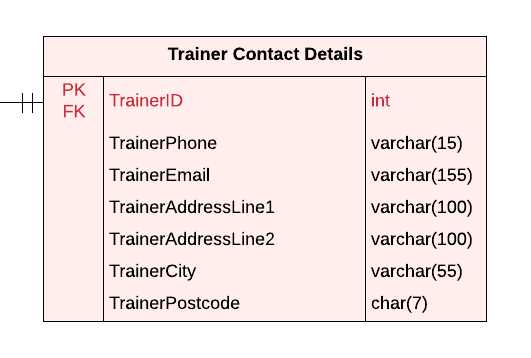 Trainer Contact Details
PK
FK
TrainerID int
TrainerPhone varchar(15)
TrainerEmail varchar(155)
TrainerAddressLine1 varchar(100)
TrainerAddressLine2 varchar(100)
TrainerCity varchar(55)
TrainerPostcode char(7)